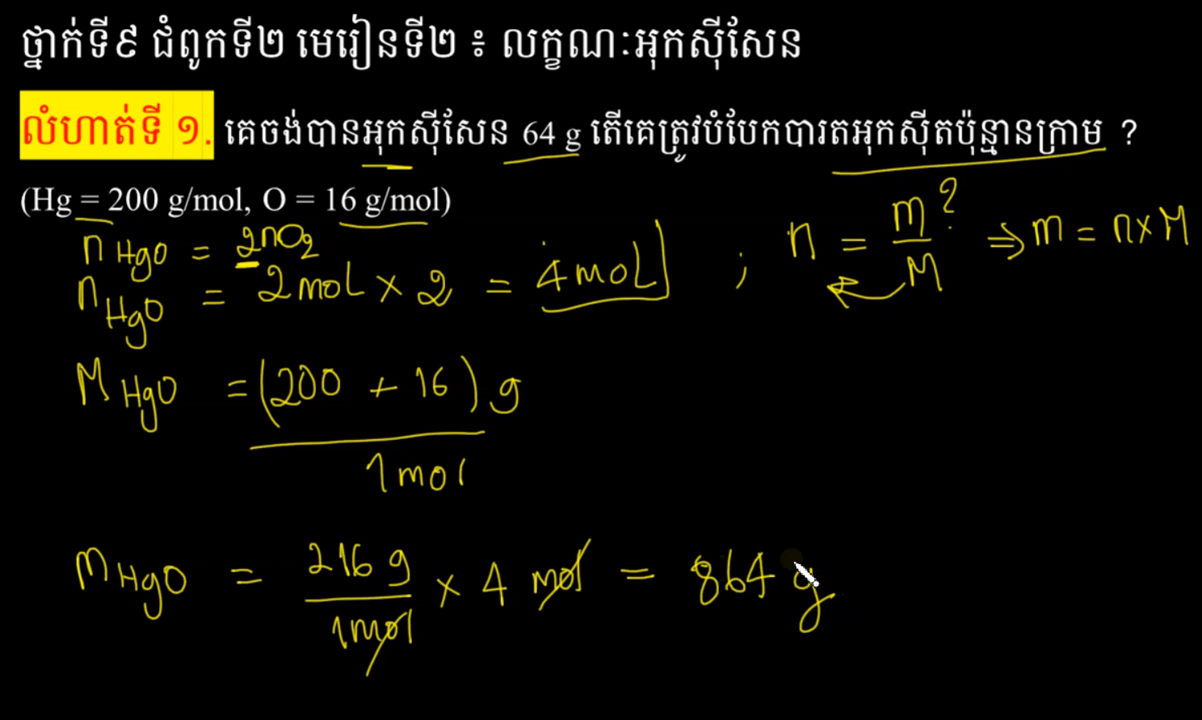 ថ្នាក់ទី៩ ជំពូកទី២ មេរៀនទី២ ៖ លក្ខណៈអុកស៊ីសែន
លំហាត់ទី ១. គេចង់បានអុកស៊ីសែន 64 g តើគេត្រូវបំបែកបារតអុកស៊ីតប៉ុន្មានក្រាម ?
(Hg = 200 g/mol, O = 16 g/mol)
n HgO = 2nO₂
n HgO = 2mol × 2 = 4mol ; n = m?/M ⇒ m = n×M
M HgO = (200 + 16) g / 1mol
m HgO = 216 g / 1mol × 4 mol = 864 g